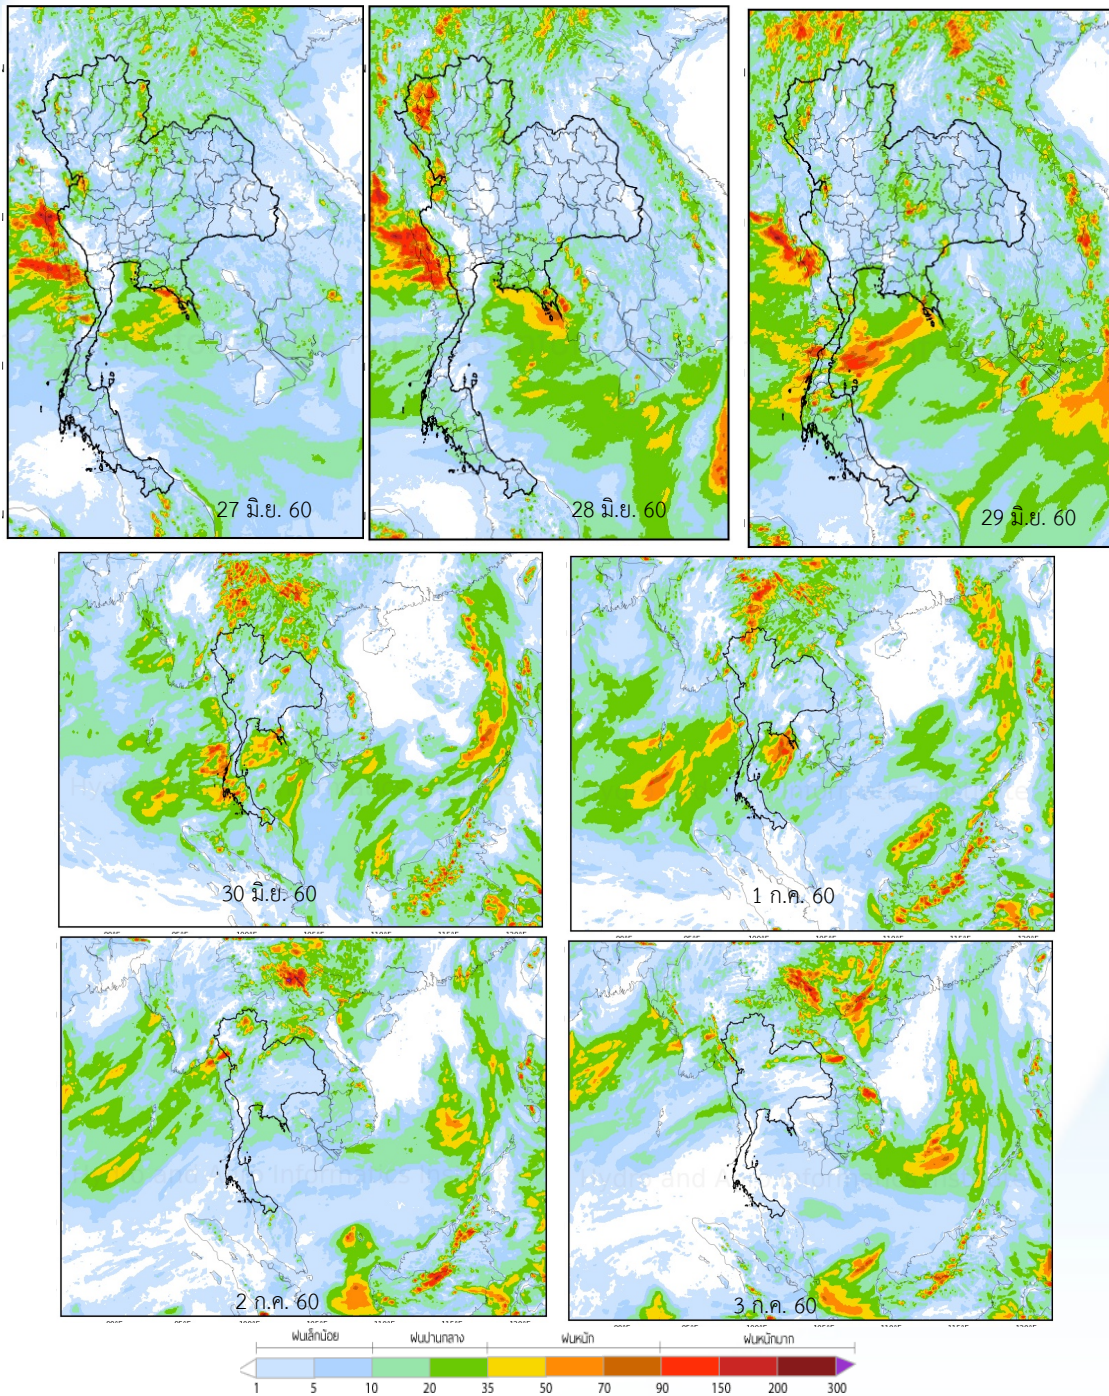 27 มิ.ย. 60
28 มิ.ย. 60
29 มิ.ย. 60
30 มิ.ย. 60
1 ก.ค. 60
2 ก.ค. 60
3 ก.ค. 60
ฝนเล็กน้อย ฝนปานกลาง ฝนหนัก ฝนหนักมาก
1 5 10 20 35 50 70 90 150 200 300